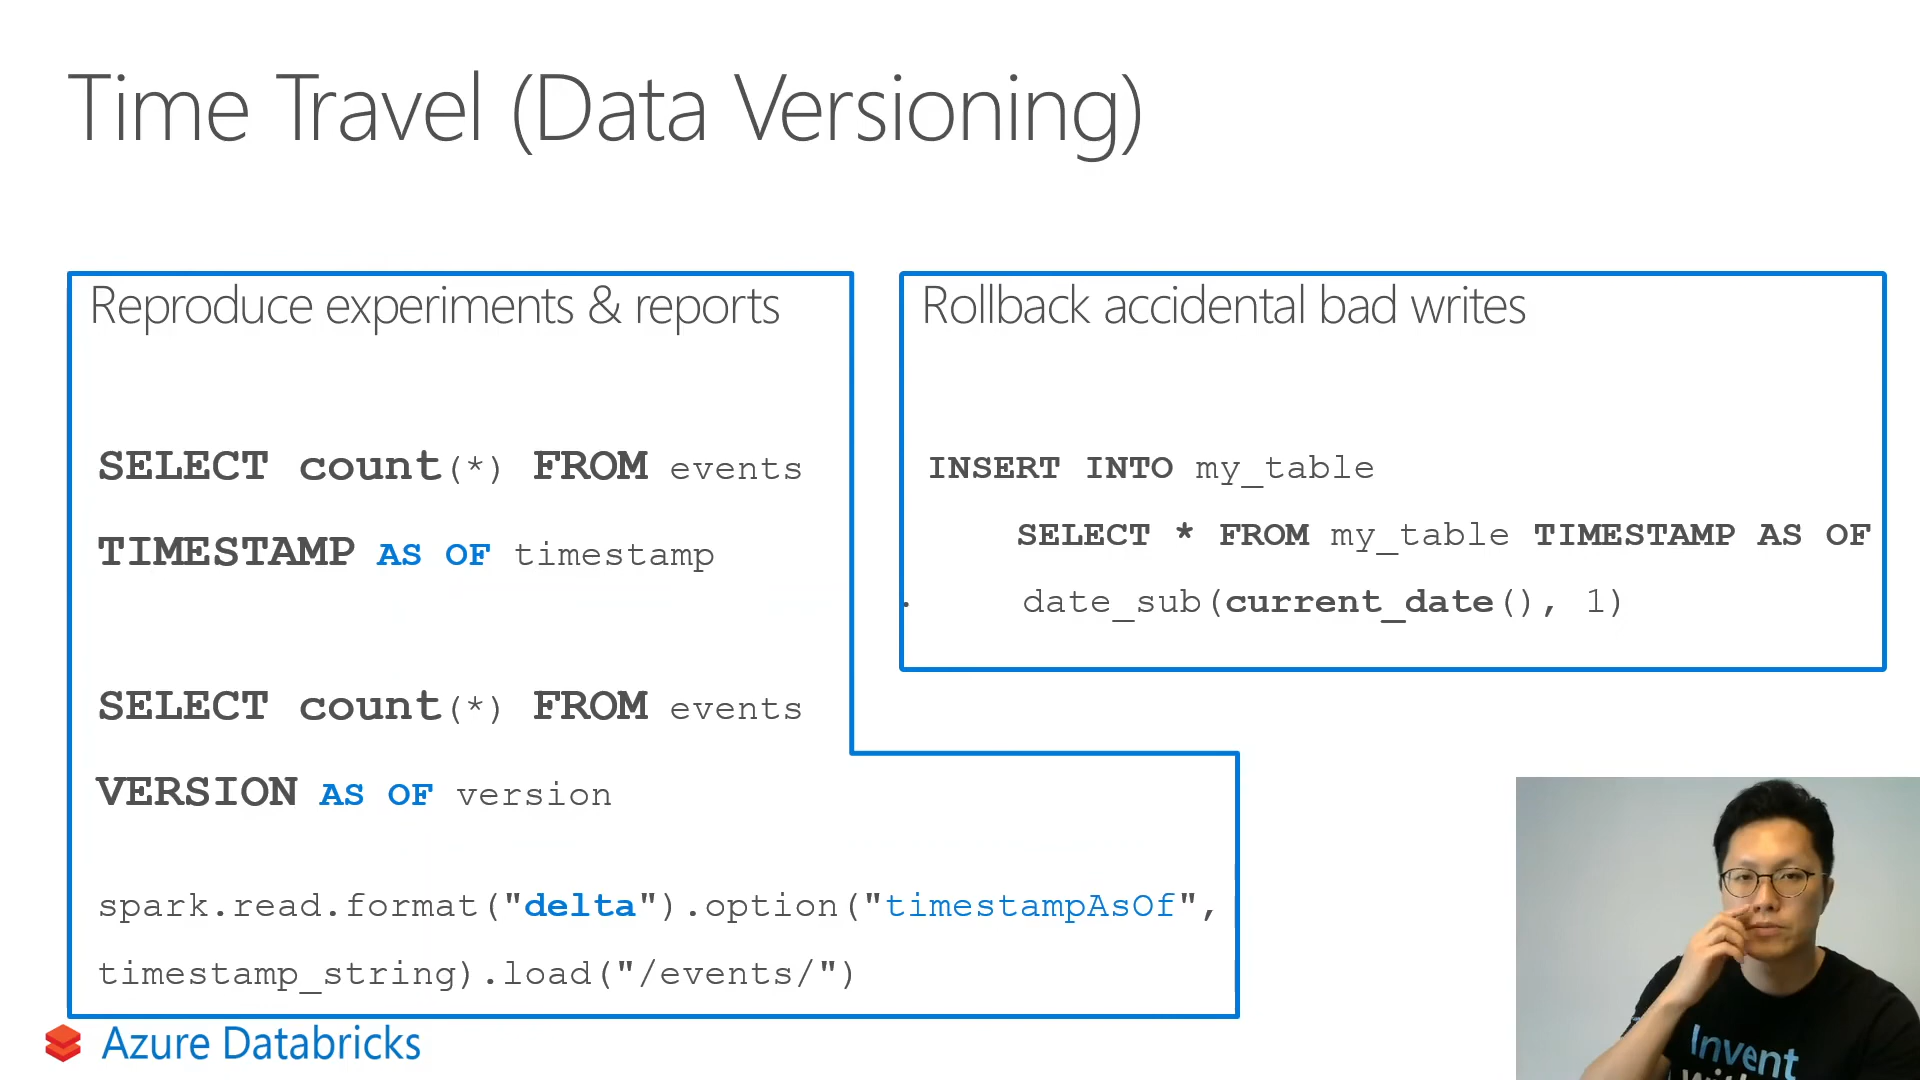 Time Travel (Data Versioning)
Reproduce experiments & reports
SELECT count(*) FROM events
TIMESTAMP AS OF timestamp
SELECT count(*) FROM events
VERSION AS OF version
spark.read.format("delta").option("timestampAsOf",
timestamp_string).load("/events/")
Rollback accidental bad writes
INSERT INTO my_table
SELECT * FROM my_table TIMESTAMP AS OF
date_sub(current_date(), 1)
Azure Databricks
Invent